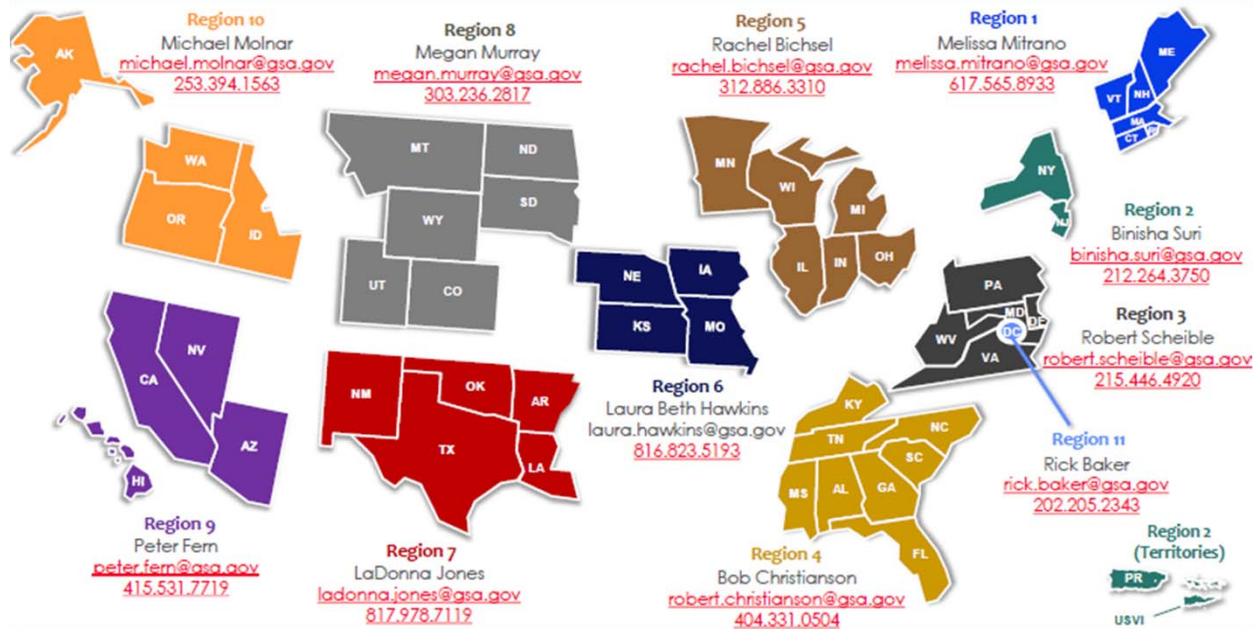 Region 10
Michael Molnar
michael.molnar@gsa.gov
253.394.1563
Region 8
Megan Murray
megan.murray@gsa.gov
303.236.2817
Region 5
Rachel Bichsel
rachel.bichsel@gsa.gov
312.886.3310
Region 1
Melissa Mitrano
melissa.mitrano@gsa.gov
617.565.8933
AK
WA
OR
ID
MT
ND
SD
WY
UT
CO
MN
WI
MI
IL
IN
OH
ME
VT
NH
MA
CT
NY
NJ
Region 2
Binisha Suri
binisha.suri@gsa.gov
212.264.3750
NE
IA
KS
MO
Region 6
Laura Beth Hawkins
laura.hawkins@gsa.gov
816.823.5193
PA
MD
DE
WV
DC
VA
Region 3
Robert Scheible
robert.scheible@gsa.gov
215.446.4920
Region 11
Rick Baker
rick.baker@gsa.gov
202.205.2343
CA
NV
AZ
HI
Region 9
Peter Fern
peter.fern@gsa.gov
415.531.7719
NM
OK
AR
TX
LA
Region 7
LaDonna Jones
ladonna.jones@gsa.gov
817.978.7119
KY
TN
NC
SC
MS
AL
GA
FL
Region 4
Bob Christianson
robert.christianson@gsa.gov
404.331.0504
Region 2
(Territories)
PR
USVI